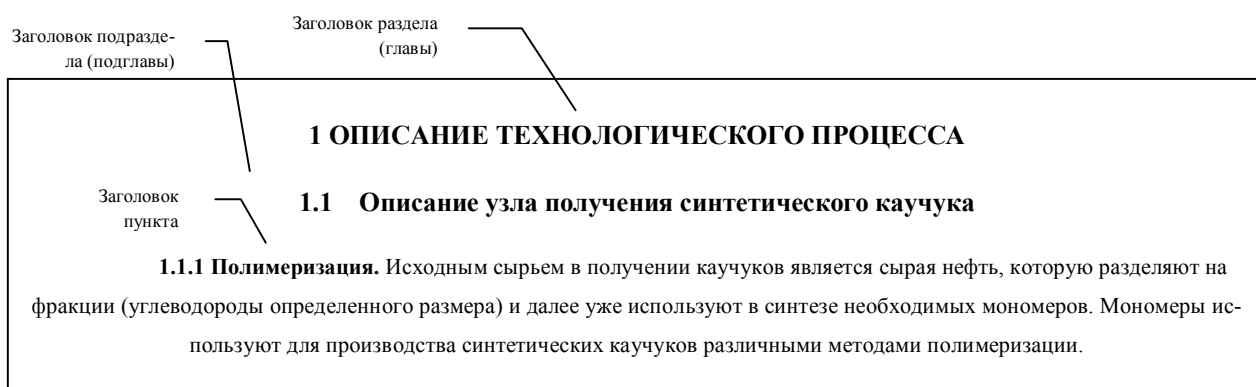 Заголовок раздела
(главы)
Заголовок подразде-
ла (подглавы)
1 ОПИСАНИЕ ТЕХНОЛОГИЧЕСКОГО ПРОЦЕССА
Заголовок
пункта
1.1 Описание узла получения синтетического каучука
1.1.1 Полимеризация. Исходным сырьем в получении каучуков является сырая нефть, которую разделяют на
фракции (углеводороды определенного размера) и далее уже используют в синтезе необходимых мономеров. Мономеры ис-
пользуют для производства синтетических каучуков различными методами полимеризации.